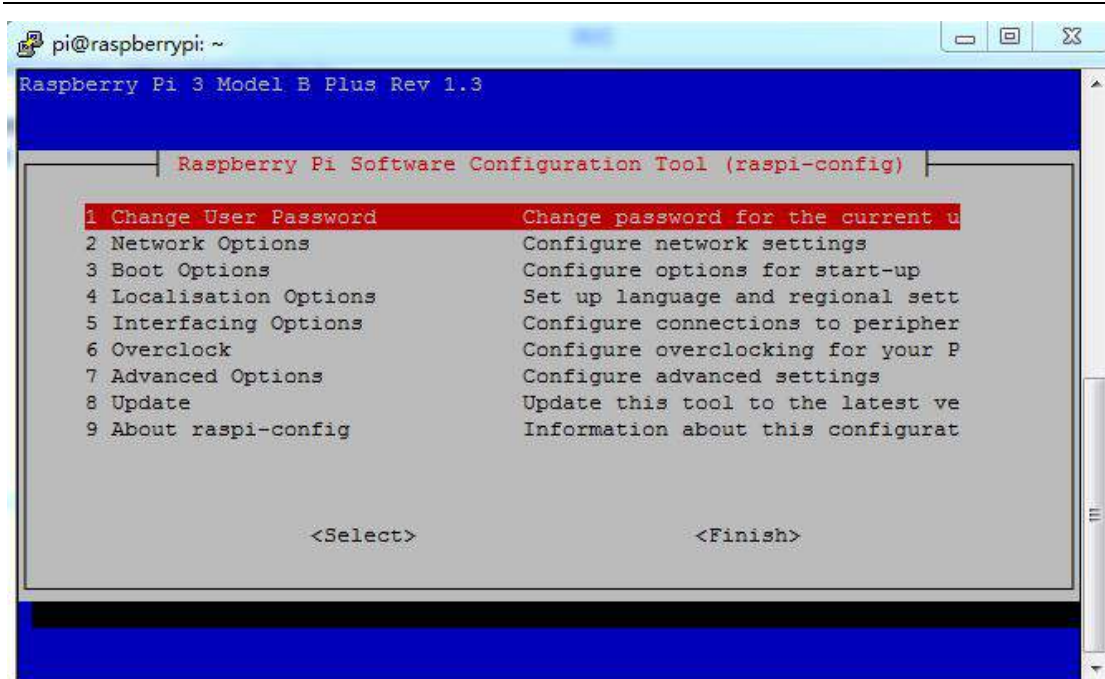 pi@raspberrypi: ~
Raspberry Pi 3 Model B Plus Rev 1.3
Raspberry Pi Software Configuration Tool (raspi-config)
1 Change User Password Change password for the current u
2 Network Options Configure network settings
3 Boot Options Configure options for start-up
4 Localisation Options Set up language and regional sett
5 Interfacing Options Configure connections to peripher
6 Overclock Configure overclocking for your P
7 Advanced Options Configure advanced settings
8 Update Update this tool to the latest ve
9 About raspi-config Information about this configurat
<Select> <Finish>